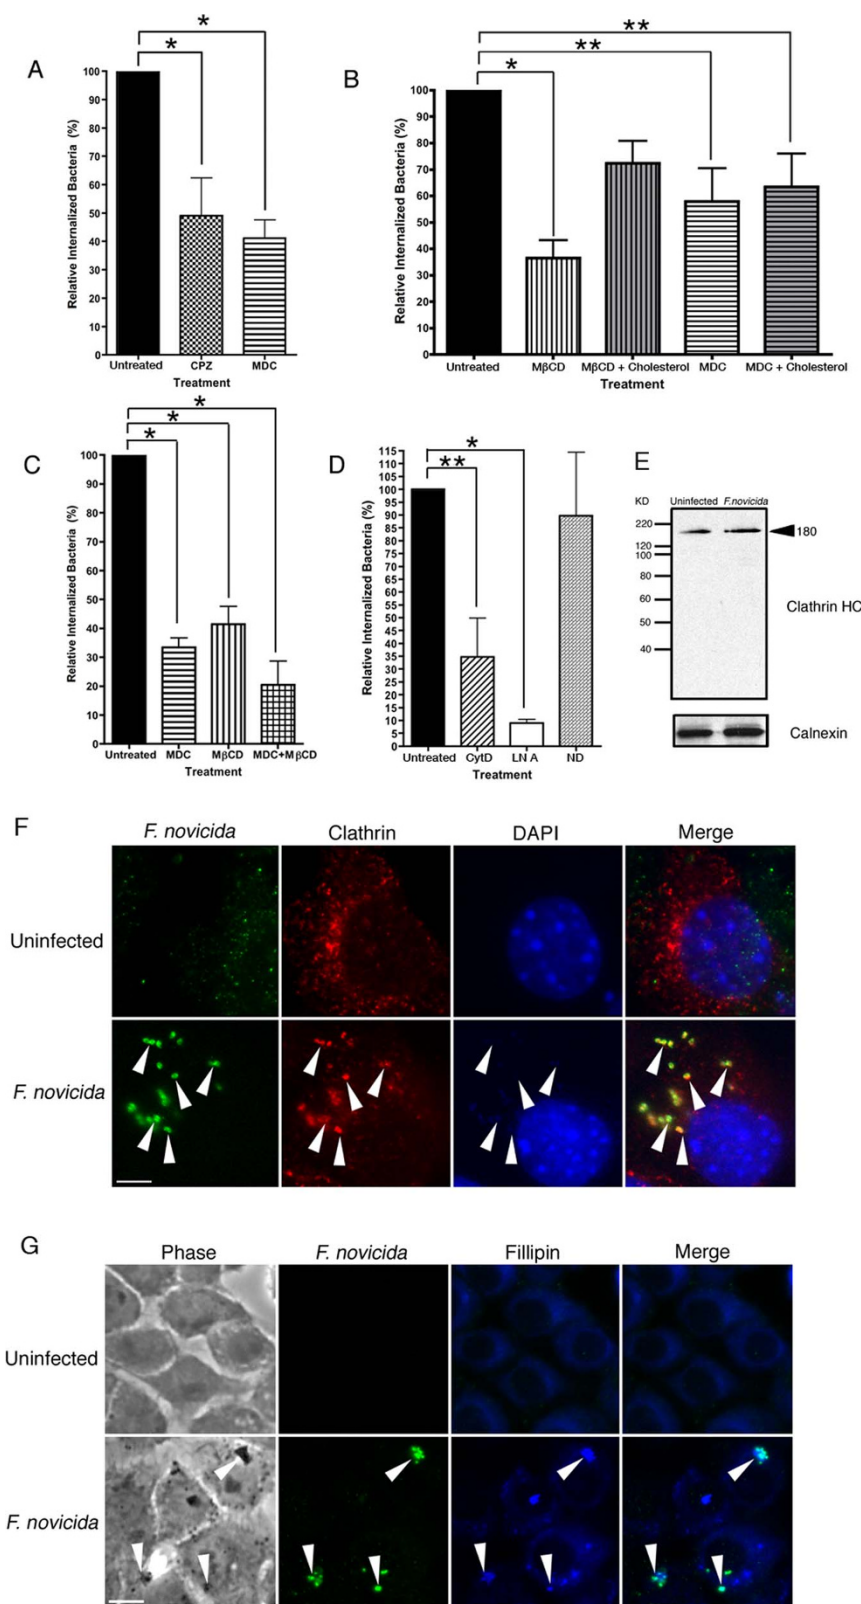 A
*
*
Relative Internalized Bacteria (%)
100
90
80
70
60
50
40
30
20
10
0
Untreated CPZ MDC
Treatment
B
**
**
*
Relative Internalized Bacteria (%)
100
90
80
70
60
50
40
30
20
10
0
Untreated MβCD MβCD + Cholesterol MDC MDC + Cholesterol
Treatment
C
*
*
*
Relative Internalized Bacteria (%)
100
90
80
70
60
50
40
30
20
10
0
Untreated MDC MβCD MDC+MβCD
Treatment
D
*
**
Relative Internalized Bacteria (%)
115
110
105
100
95
90
85
80
75
70
65
60
55
50
45
40
35
30
25
20
15
10
5
0
Untreated CytD LN A ND
Treatment
E
KD Uninfected F.novicida
220
120
100
80
60
50
40
180
Clathrin HC
Calnexin
F
F. novicida Clathrin DAPI Merge
Uninfected
F. novicida
G
Phase F. novicida Fillipin Merge
Uninfected
F. novicida